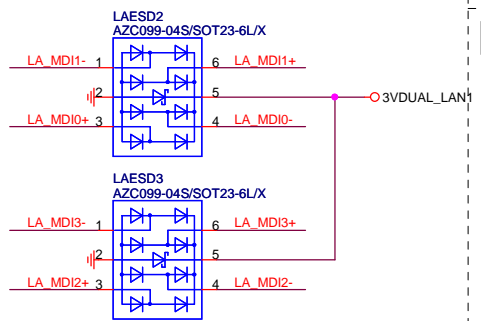 LAESD2
AZC099-04S/SOT23-6L/X
LA_MDI1- 1 6 LA_MDI1+
2 5 3VDUAL_LAN1
LA_MDI0+ 3 4 LA_MDI0-
LAESD3
AZC099-04S/SOT23-6L/X
LA_MDI3- 1 6 LA_MDI3+
2 5
LA_MDI2+ 3 4 LA_MDI2-